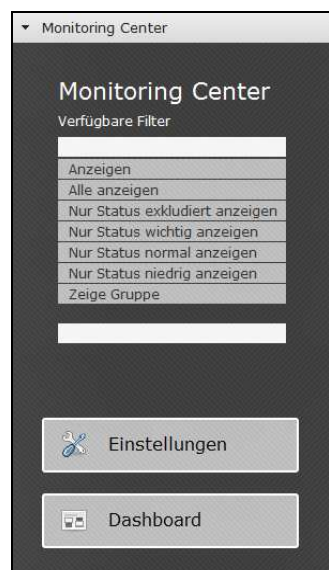 Monitoring Center
Monitoring Center
Verfügbare Filter
Anzeigen
Alle anzeigen
Nur Status exkludiert anzeigen
Nur Status wichtig anzeigen
Nur Status normal anzeigen
Nur Status niedrig anzeigen
Zeige Gruppe
Einstellungen
Dashboard